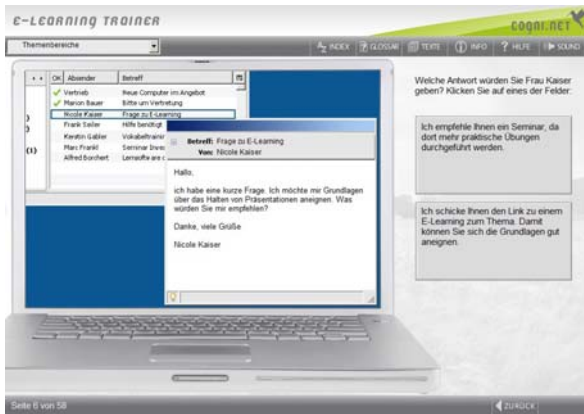 E-LEARNING TRAINER
COGNI.NET
Themenbereiche
A-Z INDEX
GLOSSAR
TEXTE
INFO
? HILFE
SOUND
OK Absender Betreff
Vertrieb Neue Computer im Angebot
Marion Bauer Bitte um Vertretung
Nicole Kaiser Frage zu E-Learning
Frank Sailer Hilfe benötigt
Kerstin Gabler Vokabeltrain
(1) Marc Frankl Seminar
Alfred Borchert Lernsoftware
Betreff: Frage zu E-Learning
Von: Nicole Kaiser
Hallo,
ich habe eine kurze Frage. Ich möchte mir Grundlagen
über das Halten von Präsentationen aneignen. Was
würden Sie mir empfehlen?
Danke, viele Grüße
Nicole Kaiser
Welche Antwort würden Sie Frau Kaiser
geben? Klicken Sie auf eines der Felder:
Ich empfehle Ihnen ein Seminar, da
dort mehr praktische Übungen
durchgeführt werden.
Ich schicke Ihnen den Link zu einem
E-Learning zum Thema. Damit
können Sie sich die Grundlagen gut
aneignen.
Seite 6 von 58
ZURÜCK